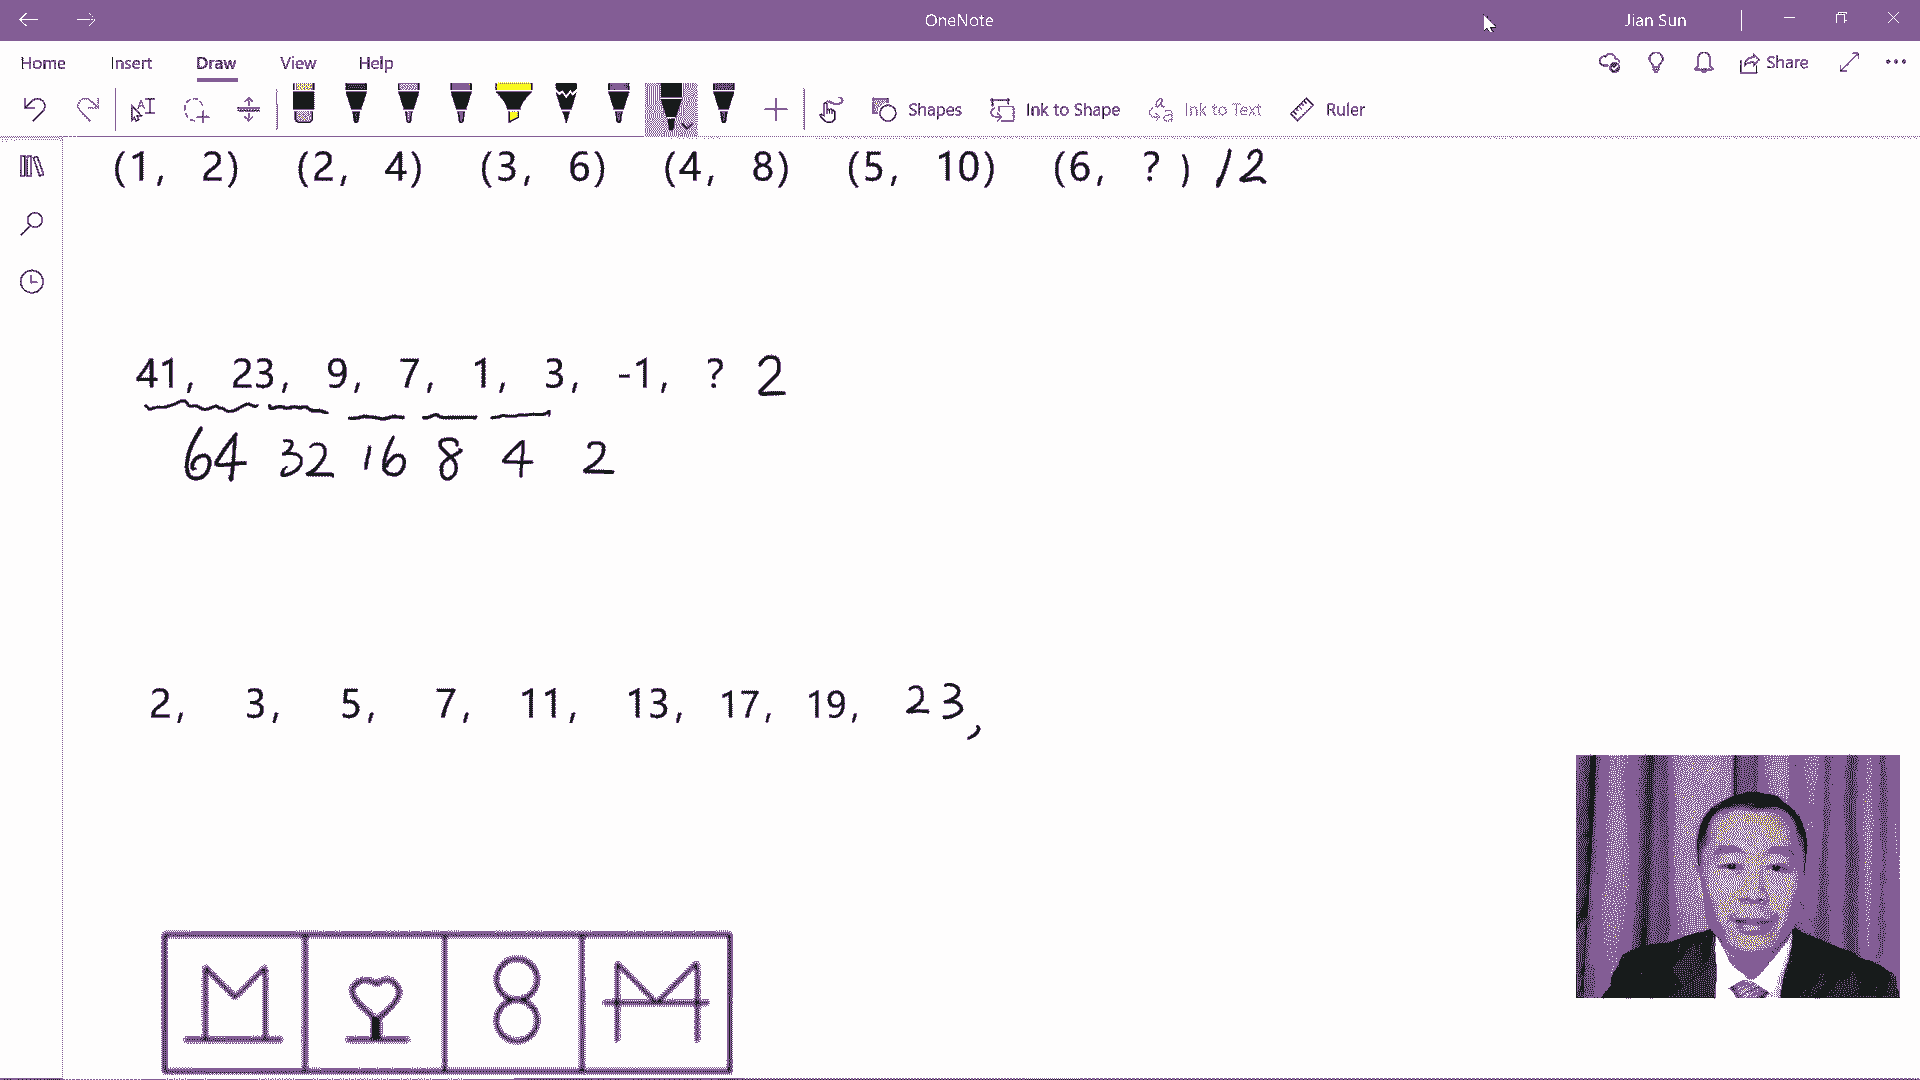 OneNote
Jian Sun
Home Insert Draw View Help
Share
Shapes Ink to Shape Ink to Text Ruler
(1, 2) (2, 4) (3, 6) (4, 8) (5, 10) (6, ? ) 12
41, 23, 9, 7, 1, 3, -1, ? 2
64 32 16 8 4 2
2, 3, 5, 7, 11, 13, 17, 19, 23,
M 8 M